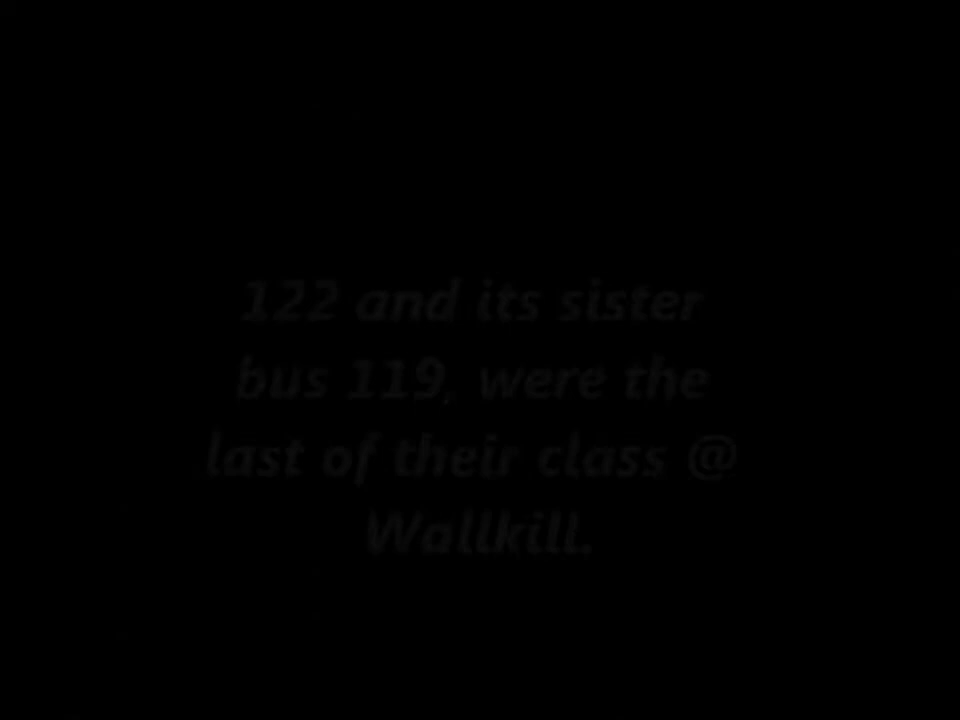 122 and its sister
bus 119, were the
last of their class @
Wallkill.